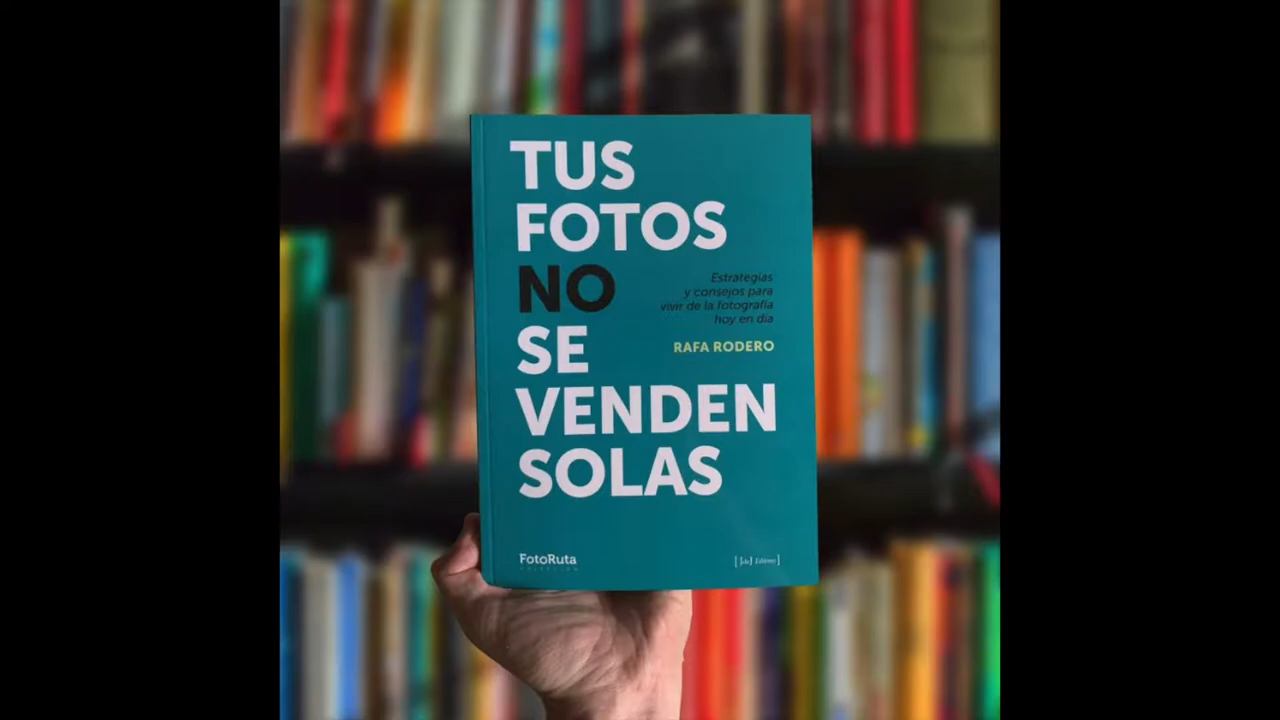 TUS
FOTOS
NO
SE
VENDEN
SOLAS
Estrategias
y consejos para
vivir de la fotografía
hoy en día
RAFA RODERO
FotoRuta
COLECCIÓN
Editores